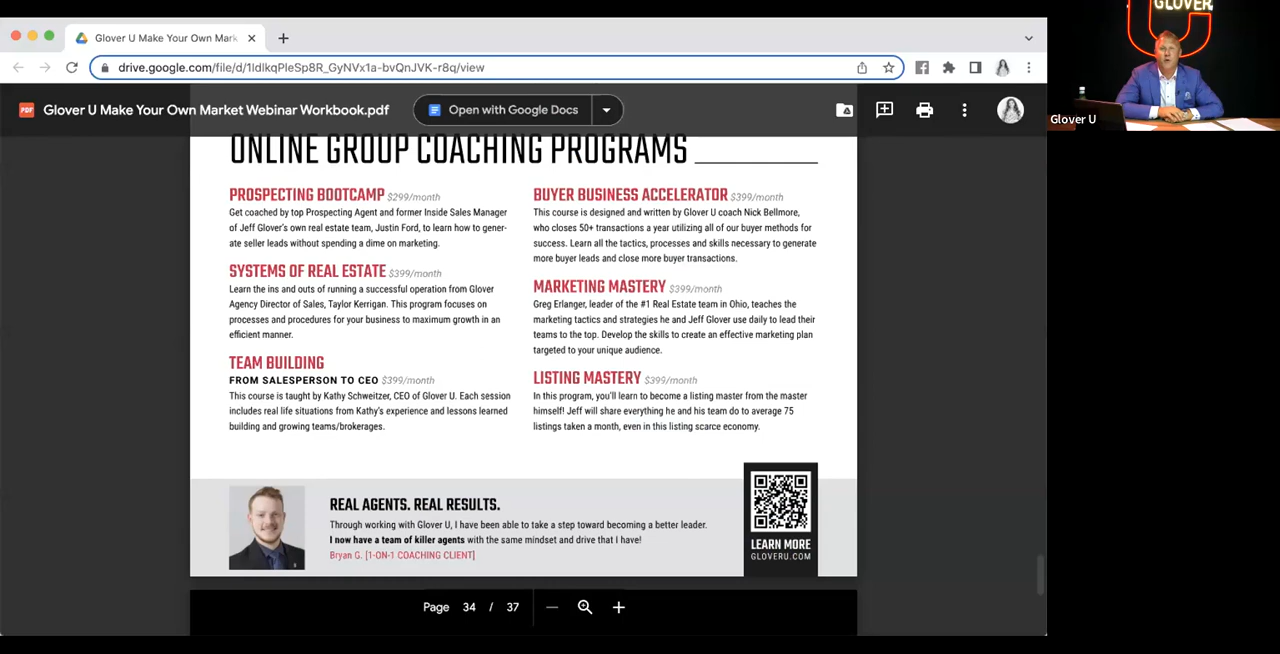 GLOVER
Glover U Make Your Own Mark
drive.google.com/file/d/1ldlkqPleSp8R_GyNVx1a-bvQnJVK-r8q/view
Glover U Make Your Own Market Webinar Workbook.pdf
Open with Google Docs
Glover U
ONLINE GROUP COACHING PROGRAMS
PROSPECTING BOOTCAMP $299/month
Get coached by top Prospecting Agent and former Inside Sales Manager
of Jeff Glover's own real estate team, Justin Ford, to learn how to gener-
ate seller leads without spending a dime on marketing.
SYSTEMS OF REAL ESTATE $399/month
Learn the ins and outs of running a successful operation from Glover
Agency Director of Sales, Taylor Kerrigan. This program focuses on
processes and procedures for your business to maximum growth in an
efficient manner.
TEAM BUILDING
FROM SALESPERSON TO CEO $399/month
This course is taught by Kathy Schweitzer, CEO of Glover U. Each session
includes real life situations from Kathy's experience and lessons learned
building and growing teams/brokerages.
BUYER BUSINESS ACCELERATOR $399/month
This course is designed and written by Glover U coach Nick Bellmore,
who closes 50+ transactions a year utilizing all of our buyer methods for
success. Learn all the tactics, processes and skills necessary to generate
more buyer leads and close more buyer transactions.
MARKETING MASTERY $399/month
Greg Erlanger, leader of the #1 Real Estate team in Ohio, teaches the
marketing tactics and strategies he and Jeff Glover use daily to lead their
teams to the top. Develop the skills to create an effective marketing plan
targeted to your unique audience.
LISTING MASTERY $399/month
In this program, you'll learn to become a listing master from the master
himself! Jeff will share everything he and his team do to average 75
listings taken a month, even in this listing scarce economy.
REAL AGENTS. REAL RESULTS.
Through working with Glover U, I have been able to take a step toward becoming a better leader.
I now have a team of killer agents with the same mindset and drive that I have!
Bryan G. [1-ON-1 COACHING CLIENT]
LEARN MORE
GLOVERU.COM
Page 34 / 37